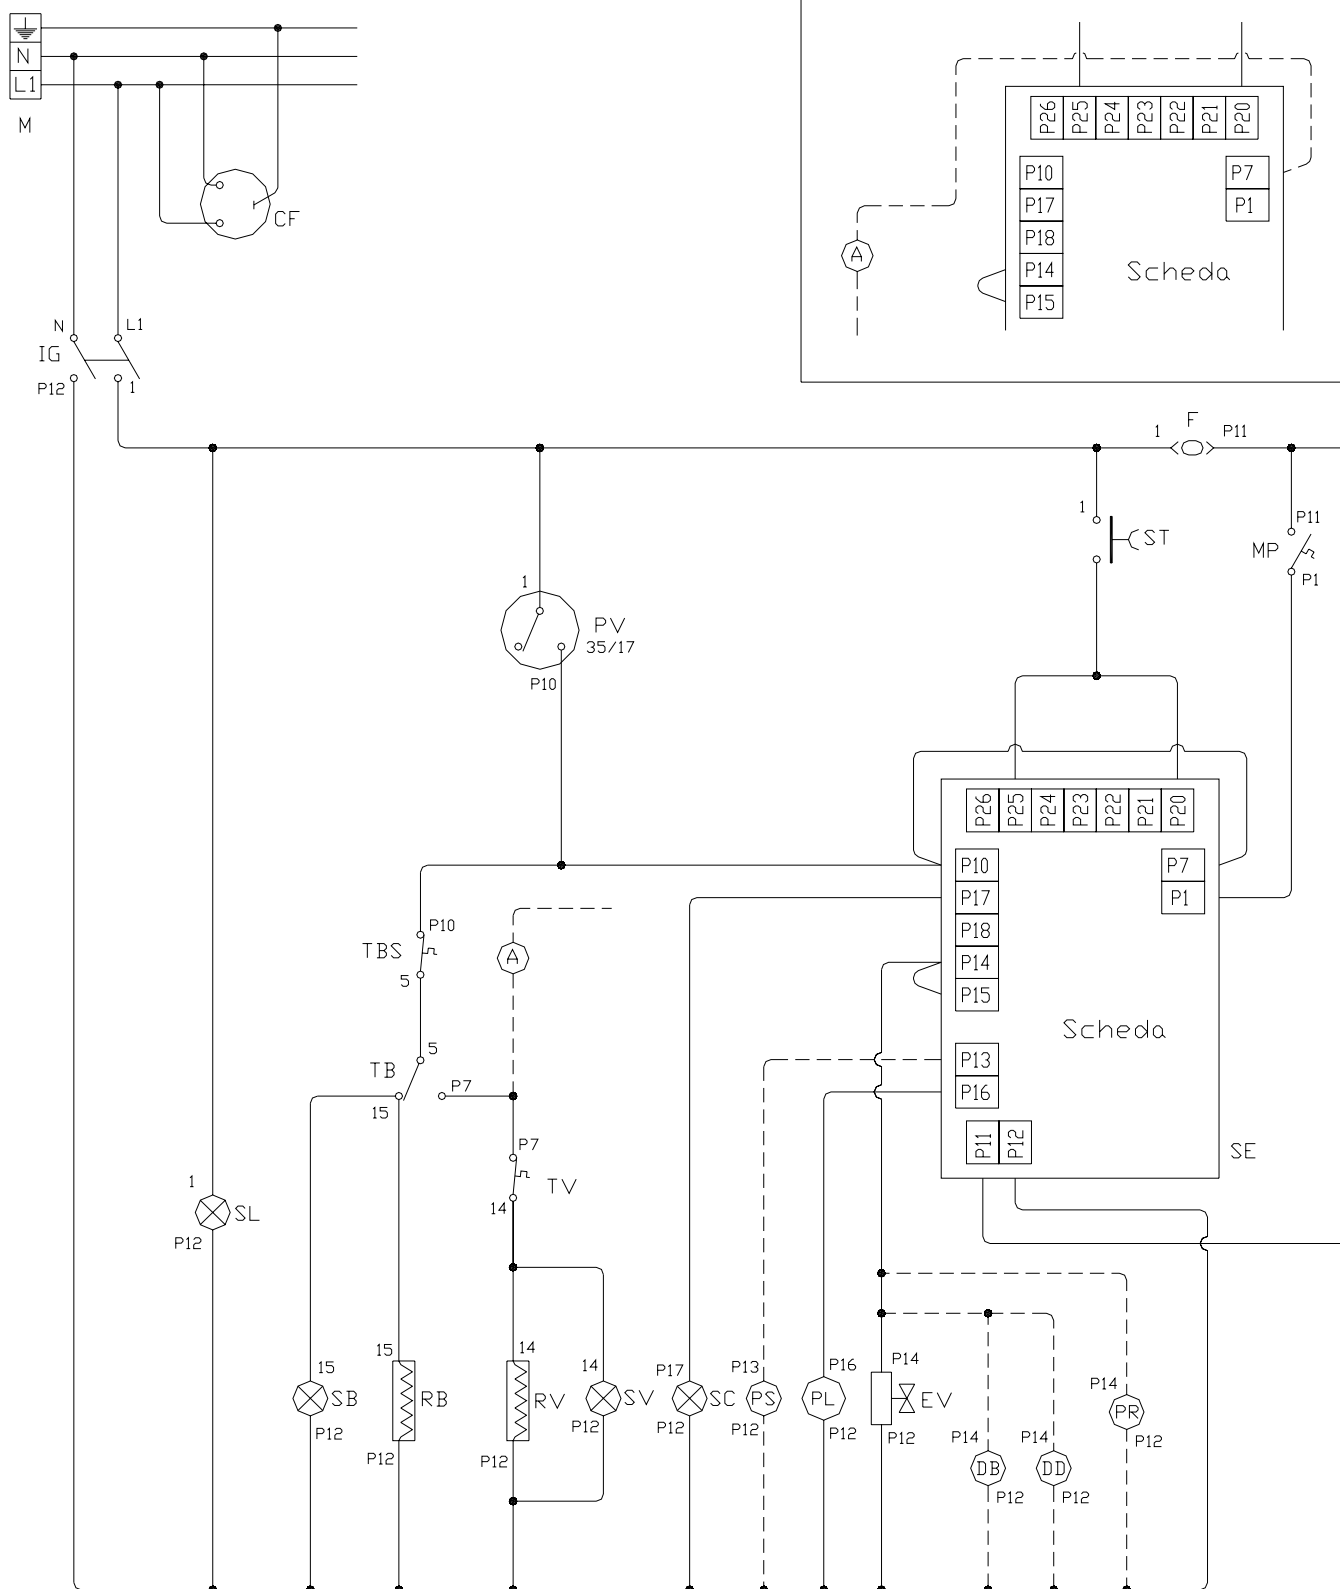 N
L1
M
CF
P26 P25 P24 P23 P22 P21 P20
P10 P7
P17 P1
P18
P14
P15
Scheda
A
N L1
IG
P12 1
1 F P11
1 ST
P11
MP
P1
1
PV
35/17
P10
P26 P25 P24 P23 P22 P21 P20
P10 P7
P17 P1
P18
P14
P15
Scheda
P13
P16
P11 P12
SE
P10
TBS
5
A
5
TB
P7
15
P7
TV
14
1
SL
P12
15
SB
P12
15
RB
P12
14
RV
P12
14
SV
P12
P17
SC
P12
P13
PS
P12
P16
PL
P12
P14
EV
P12
P14
DB
P12
P14
DD
P12
P14
PR
P12